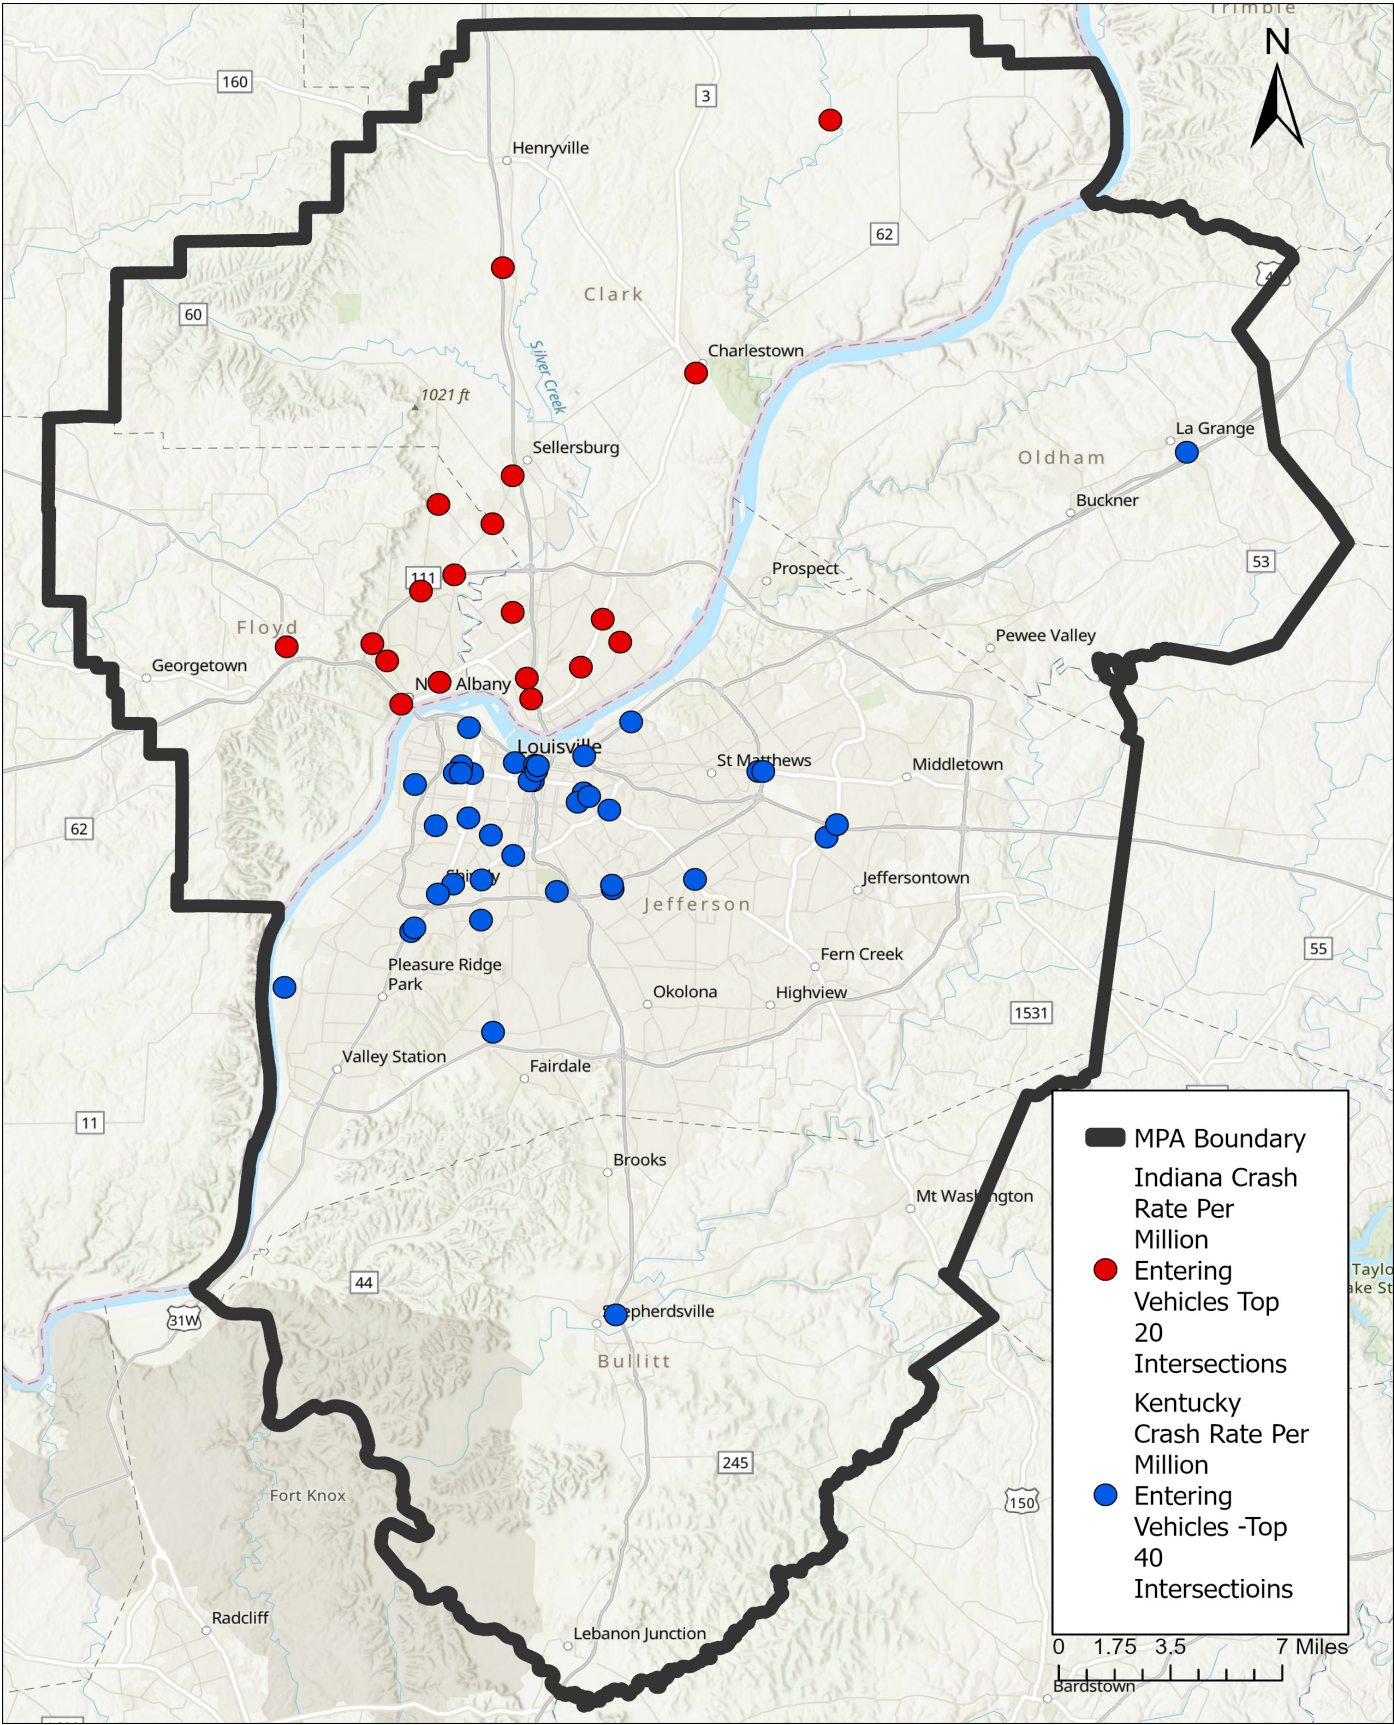 Trimble
N
160
3
Henryville
62
Clark
60
Silver Creek
Charlestown
1021 ft
La Grange
Sellersburg
Oldham
Buckner
Prospect
53
111
Floyd
Pewee Valley
Georgetown
Albany
Louisville
St Matthews
Middletown
62
Shively
Jeffersontown
Jefferson
Fern Creek
55
Pleasure Ridge
Park
Okolona
Highview
1531
Valley Station
Fairdale
11
Brooks
Mt Washington
44
31W
Shepherdsville
Bullitt
245
Fort Knox
150
Radcliff
Lebanon Junction
Bardstown
MPA Boundary
Indiana Crash
Rate Per
Million
Entering
Vehicles Top
20
Intersections
Kentucky
Crash Rate Per
Million
Entering
Vehicles -Top
40
Intersectioins
0 1.75 3.5 7 Miles